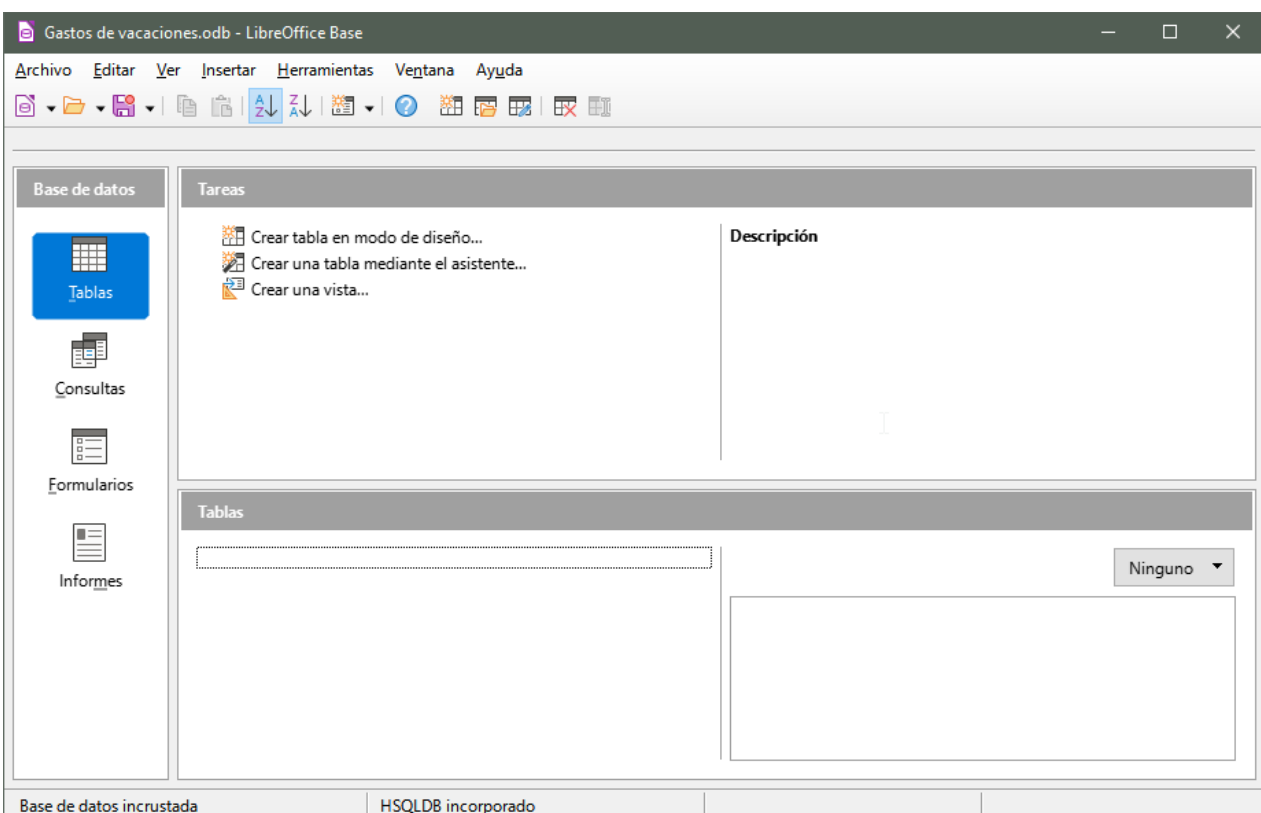 Gastos de vacaciones.odb - LibreOffice Base
Archivo Editar Ver Insertar Herramientas Ventana Ayuda
Base de datos
Tablas
Consultas
Formularios
Informes
Tareas
Crear tabla en modo de diseño...
Crear una tabla mediante el asistente...
Crear una vista...
Descripción
Tablas
Ninguno
Base de datos incrustada
HSQLDB incorporado